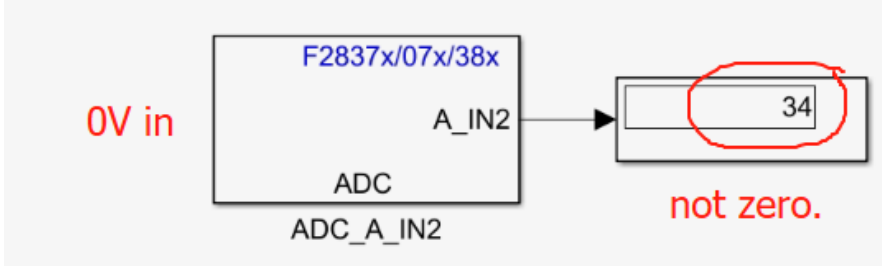 F2837x/07x/38x
0V in
A_IN2
34
ADC
not zero.
ADC_A_IN2